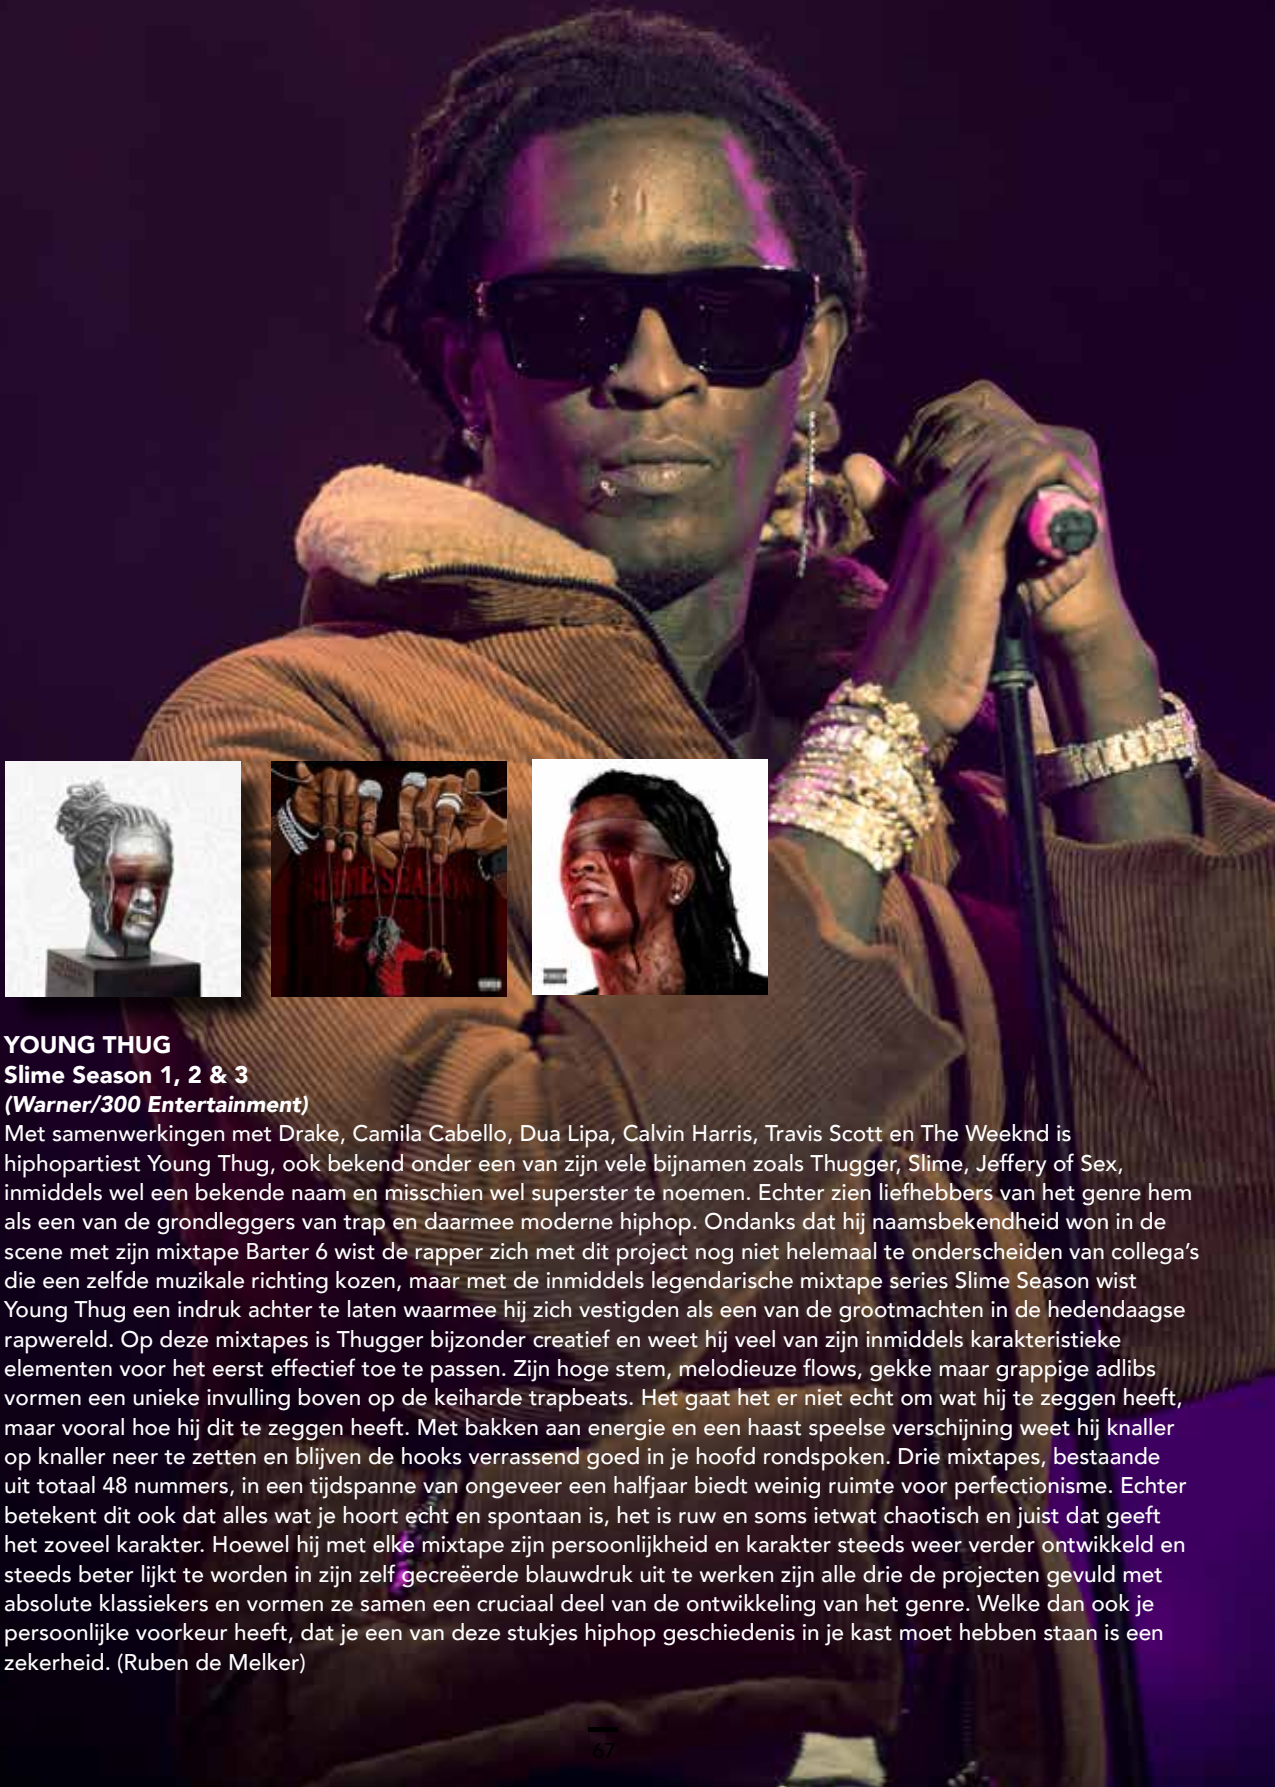 YOUNG THUG
Slime Season 1, 2 & 3
(Warner/300 Entertainment)
Met samenwerkingen met Drake, Camila Cabello, Dua Lipa, Calvin Harris, Travis Scott en The Weeknd is
hiphopartiest Young Thug, ook bekend onder een van zijn vele bijnamen zoals Thugger, Slime, Jeffery of Sex,
inmiddels wel een bekende naam en misschien wel superster te noemen. Echter zien liefhebbers van het genre hem
als een van de grondleggers van trap en daarmee moderne hiphop. Ondanks dat hij naamsbekendheid won in de
scene met zijn mixtape Barter 6 wist de rapper zich met dit project nog niet helemaal te onderscheiden van collega’s
die een zelfde muzikale richting kozen, maar met de inmiddels legendarische mixtape series Slime Season wist
Young Thug een indruk achter te laten waarmee hij zich vestigden als een van de grootmachten in de hedendaagse
rapwereld. Op deze mixtapes is Thugger bijzonder creatief en weet hij veel van zijn inmiddels karakteristieke
elementen voor het eerst effectief toe te passen. Zijn hoge stem, melodieuze flows, gekke maar grappige adlibs
vormen een unieke invulling boven op de keiharde trapbeats. Het gaat het er niet echt om wat hij te zeggen heeft,
maar vooral hoe hij dit te zeggen heeft. Met bakken aan energie en een haast speelse verschijning weet hij knaller
op knaller neer te zetten en blijven de hooks verrassend goed in je hoofd rondspoken. Drie mixtapes, bestaande
uit totaal 48 nummers, in een tijdspanne van ongeveer een halfjaar biedt weinig ruimte voor perfectionisme. Echter
betekent dit ook dat alles wat je hoort echt en spontaan is, het is ruw en soms ietwat chaotisch en juist dat geeft
het zoveel karakter. Hoewel hij met elke mixtape zijn persoonlijkheid en karakter steeds weer verder ontwikkeld en
steeds beter lijkt te worden in zijn zelf gecreëerde blauwdruk uit te werken zijn alle drie de projecten gevuld met
absolute klassiekers en vormen ze samen een cruciaal deel van de ontwikkeling van het genre. Welke dan ook je
persoonlijke voorkeur heeft, dat je een van deze stukjes hiphop geschiedenis in je kast moet hebben staan is een
zekerheid. (Ruben de Melker)
67